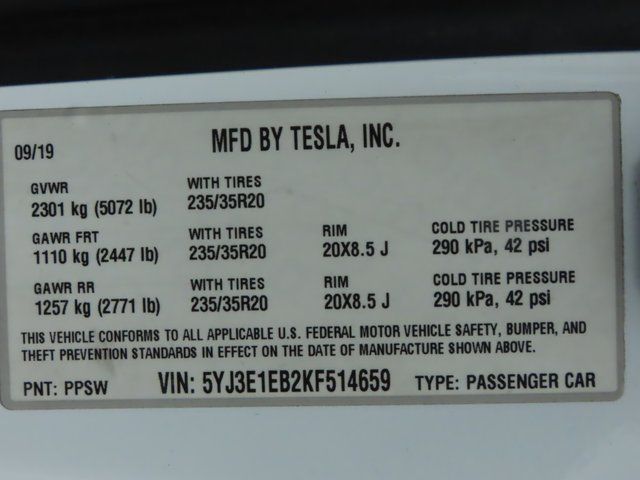 MFD BY TESLA, INC.
09/19
GVWR WITH TIRES
2301 kg (5072 lb) 235/35R20
GAWR FRT WITH TIRES RIM COLD TIRE PRESSURE
1110 kg (2447 lb) 235/35R20 20X8.5 J 290 kPa, 42 psi
GAWR RR WITH TIRES RIM COLD TIRE PRESSURE
1257 kg (2771 lb) 235/35R20 20X8.5 J 290 kPa, 42 psi
THIS VEHICLE CONFORMS TO ALL APPLICABLE U.S. FEDERAL MOTOR VEHICLE SAFETY, BUMPER, AND
THEFT PREVENTION STANDARDS IN EFFECT ON THE DATE OF MANUFACTURE SHOWN ABOVE.
PNT: PPSW VIN: 5YJ3E1EB2KF514659 TYPE: PASSENGER CAR